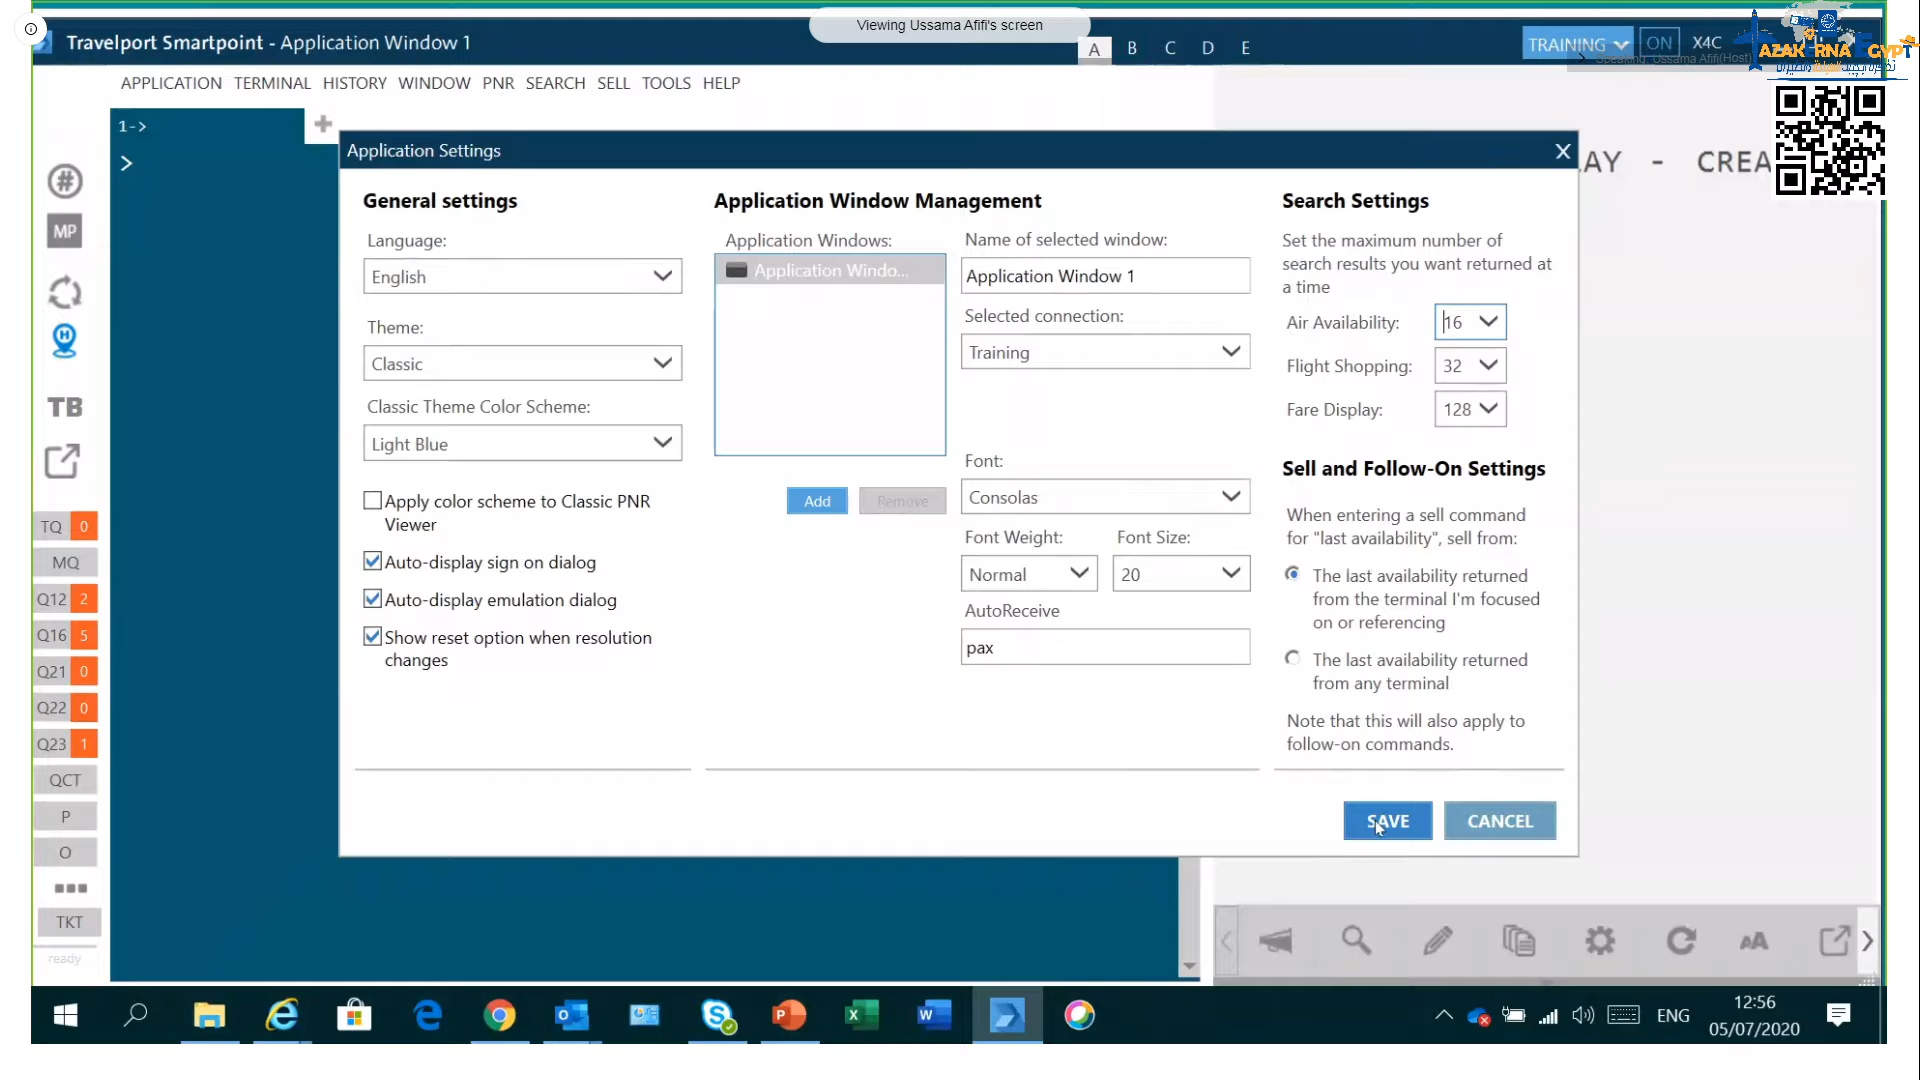 Viewing Ussama Afifi's screen
Travelport Smartpoint - Application Window 1
A B C D E
TRAINING ON X4C
Speaking: Ussama Afifi(Host)
APPLICATION TERMINAL HISTORY WINDOW PNR SEARCH SELL TOOLS HELP
1->
>
AY - CREA
#
MP
H
TB
TQ 0
MQ
Q12 2
Q16 5
Q21 0
Q22 0
Q23 1
QCT
P
O
TKT
ready
Application Settings
X
General settings
Language:
English
Theme:
Classic
Classic Theme Color Scheme:
Light Blue
Apply color scheme to Classic PNR
Viewer
Auto-display sign on dialog
Auto-display emulation dialog
Show reset option when resolution
changes
Application Window Management
Application Windows:
Application Windo...
Add Remove
Name of selected window:
Application Window 1
Selected connection:
Training
Font:
Consolas
Font Weight: Font Size:
Normal 20
AutoReceive
pax
Search Settings
Set the maximum number of
search results you want returned at
a time
Air Availability: 16
Flight Shopping: 32
Fare Display: 128
Sell and Follow-On Settings
When entering a sell command
for "last availability", sell from:
The last availability returned
from the terminal I'm focused
on or referencing
The last availability returned
from any terminal
Note that this will also apply to
follow-on commands.
SAVE CANCEL
AA
ENG
12:56
05/07/2020